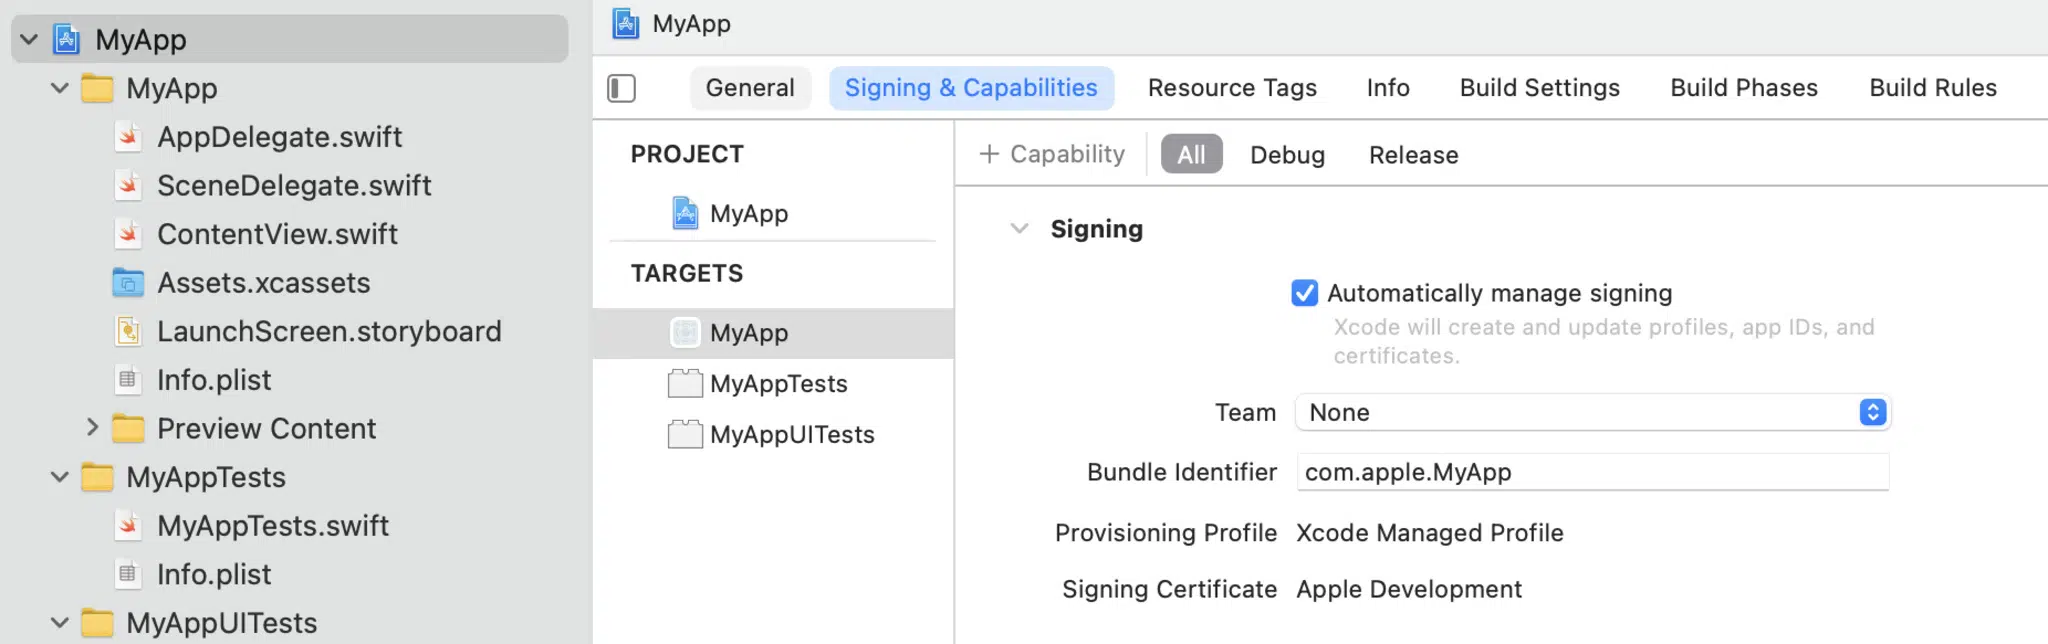 MyApp
MyApp
AppDelegate.swift
SceneDelegate.swift
ContentView.swift
Assets.xcassets
LaunchScreen.storyboard
Info.plist
Preview Content
MyAppTests
MyAppTests.swift
Info.plist
MyAppUITests
MyApp
General Signing & Capabilities Resource Tags Info Build Settings Build Phases Build Rules
PROJECT
MyApp
TARGETS
MyApp
MyAppTests
MyAppUITests
+ Capability All Debug Release
Signing
Automatically manage signing
Xcode will create and update profiles, app IDs, and
certificates.
Team None
Bundle Identifier com.apple.MyApp
Provisioning Profile Xcode Managed Profile
Signing Certificate Apple Development